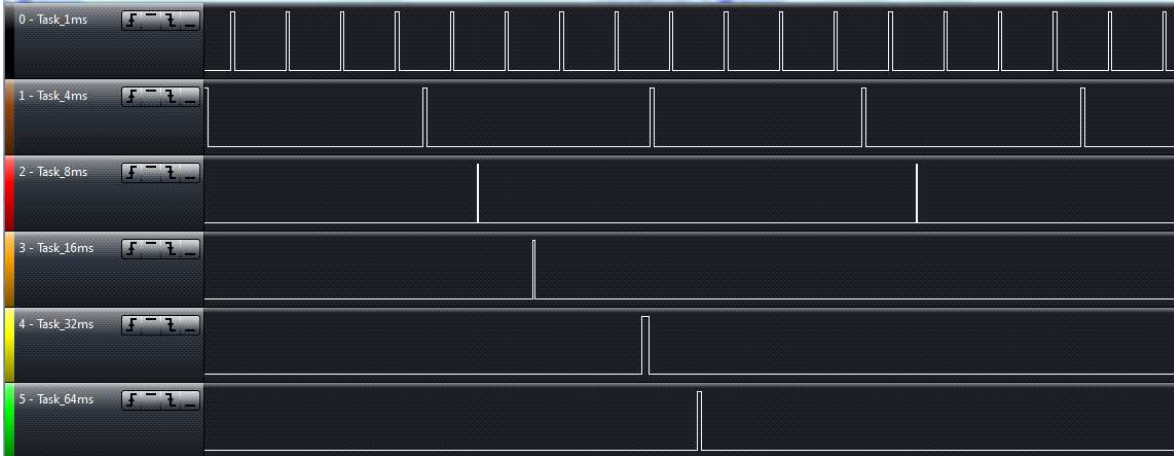 0 - Task_1ms
1 - Task_4ms
2 - Task_8ms
3 - Task_16ms
4 - Task_32ms
5 - Task_64ms